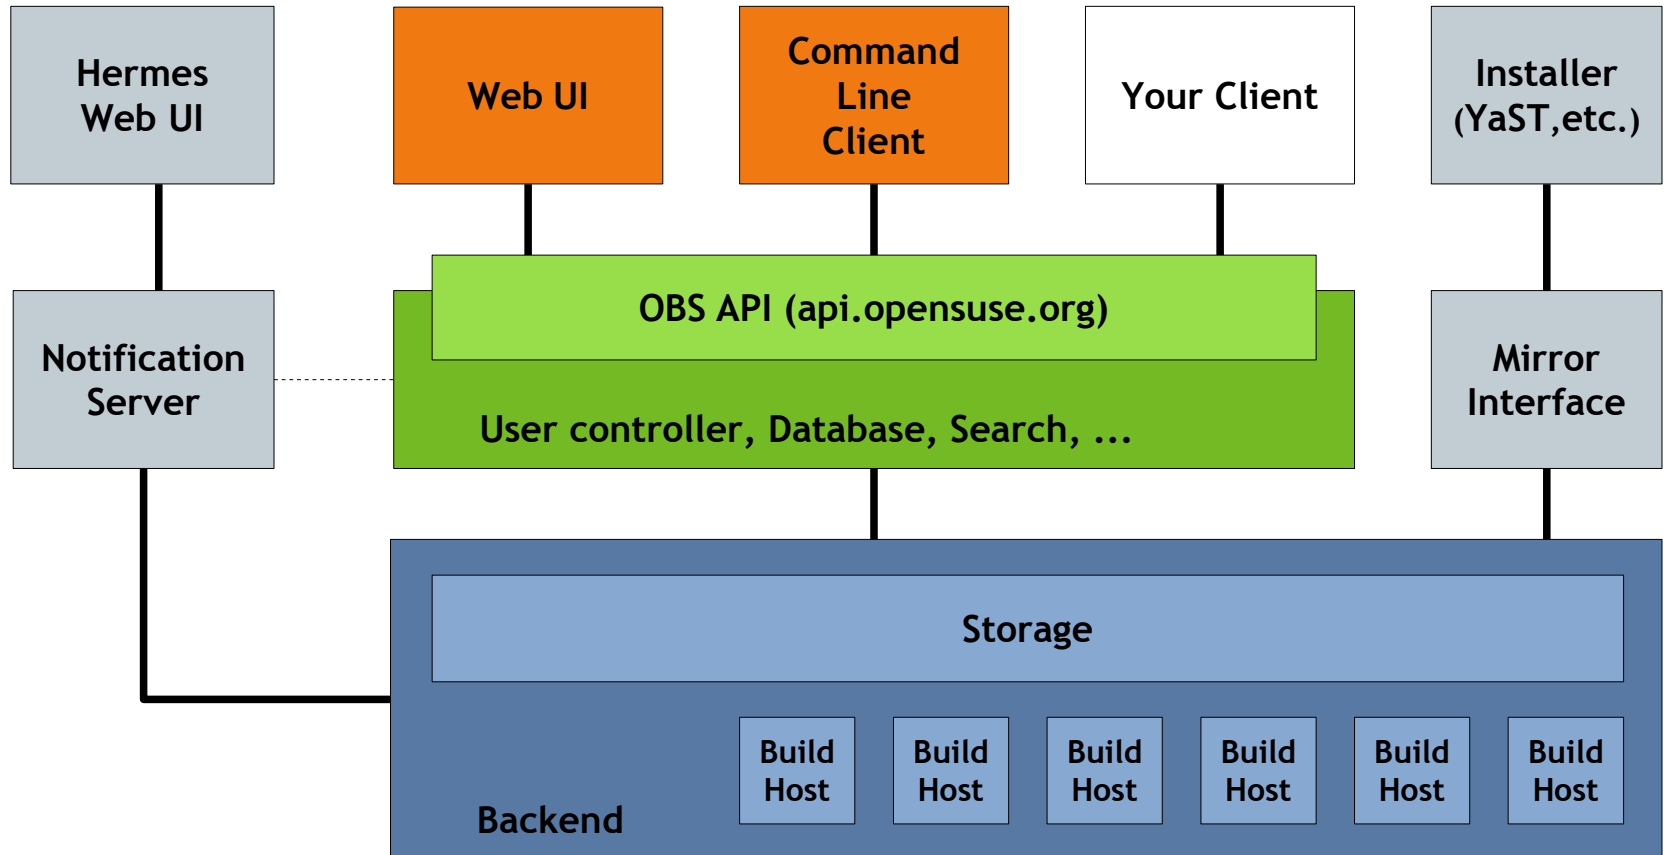 Hermes
Web UI
Web UI
Command
Line
Client
Your Client
Installer
(YaST,etc.)
OBS API (api.opensuse.org)
Notification
Server
User controller, Database, Search, ...
Mirror
Interface
Storage
Build
Host
Build
Host
Build
Host
Build
Host
Build
Host
Build
Host
Backend